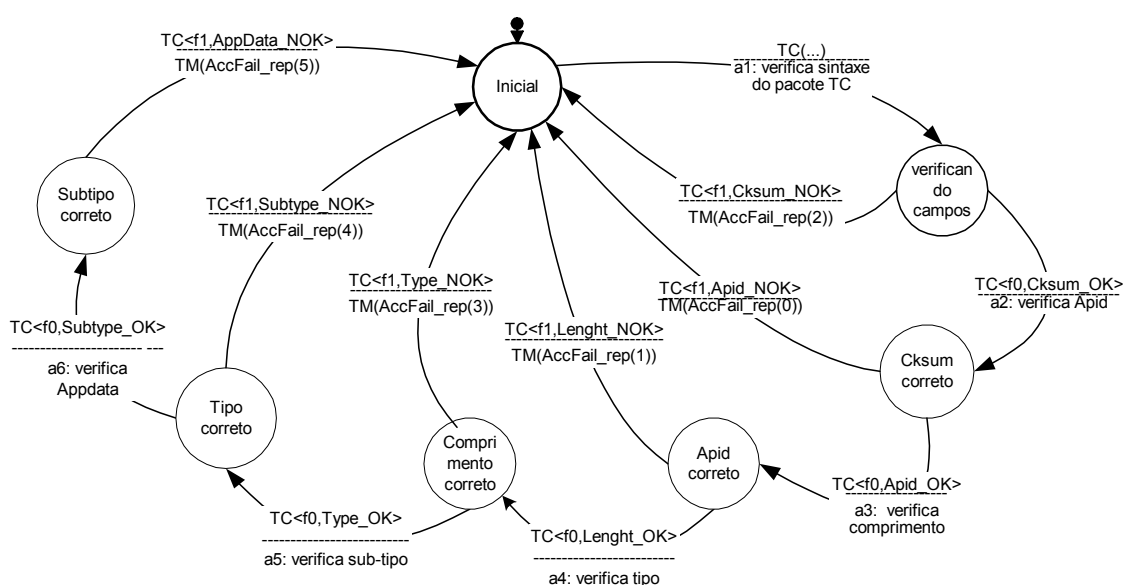 TC<f1,AppData_NOK>
TM(AccFail_rep(5))
Inicial
TC(...)
a1: verifica sintaxe
do pacote TC
Subtipo
correto
verifican
do
campos
TC<f1,Subtype_NOK>
TM(AccFail_rep(4))
TC<f1,Cksum_NOK>
TM(AccFail_rep(2))
TC<f1,Type_NOK>
TM(AccFail_rep(3))
TC<f1,Apid_NOK>
TM(AccFail_rep(0))
TC<f0,Cksum_OK>
a2: verifica Apid
TC<f0,Subtype_OK>
a6: verifica
Appdata
TC<f1,Lenght_NOK>
TM(AccFail_rep(1))
Cksum
correto
Tipo
correto
Compri
mento
correto
Apid
correto
TC<f0,Apid_OK>
a3: verifica
comprimento
TC<f0,Type_OK>
a5: verifica sub-tipo
TC<f0,Lenght_OK>
a4: verifica tipo